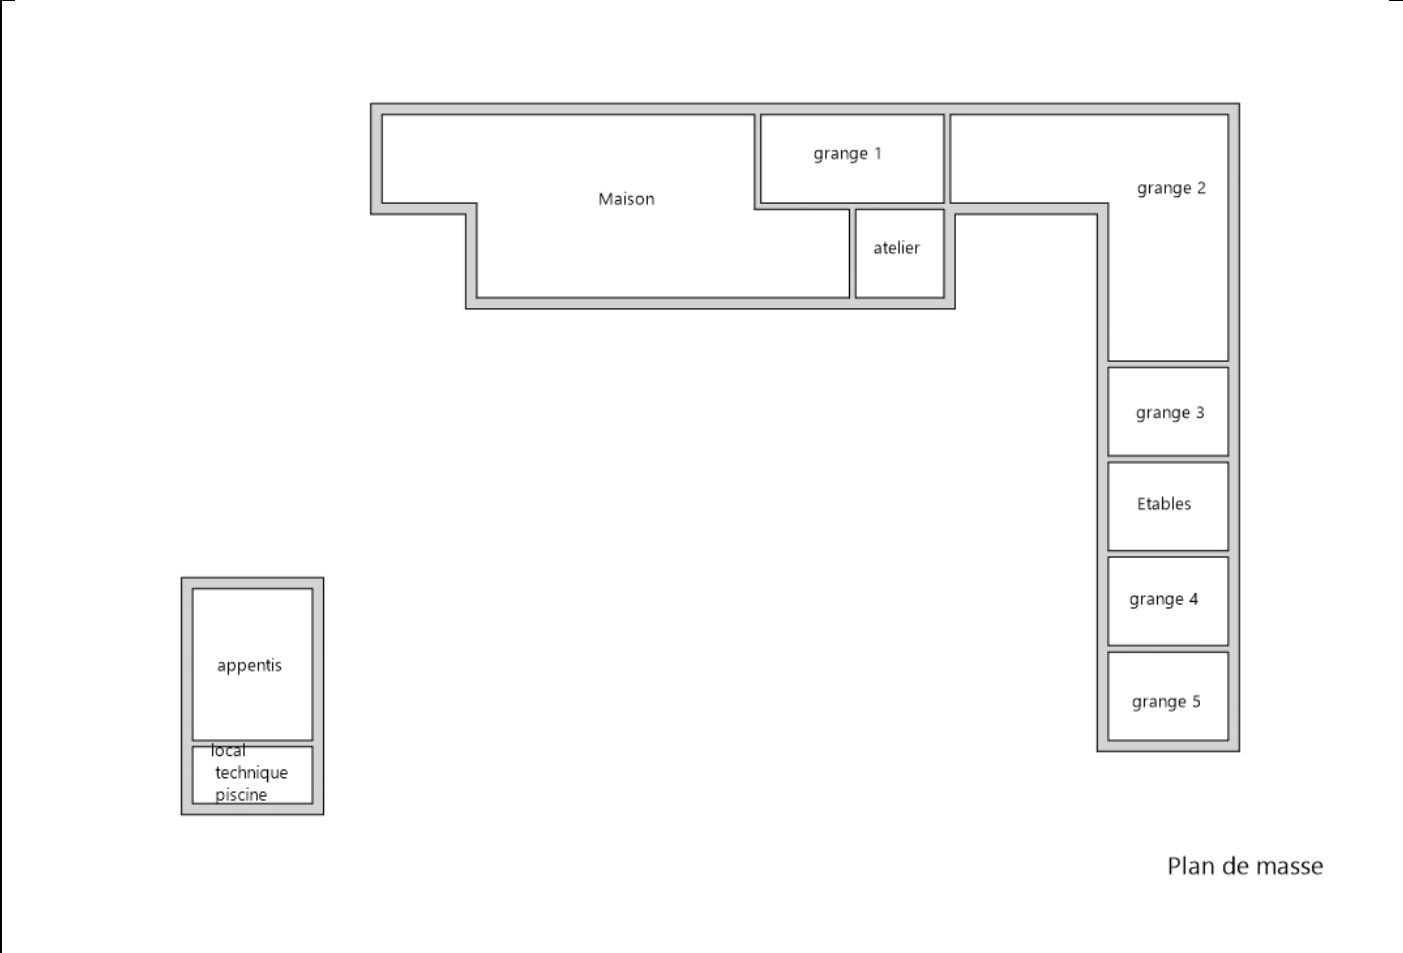 grange 1
grange 2
Maison
atelier
grange 3
Etables
grange 4
appentis
grange 5
local
technique
piscine
Plan de masse